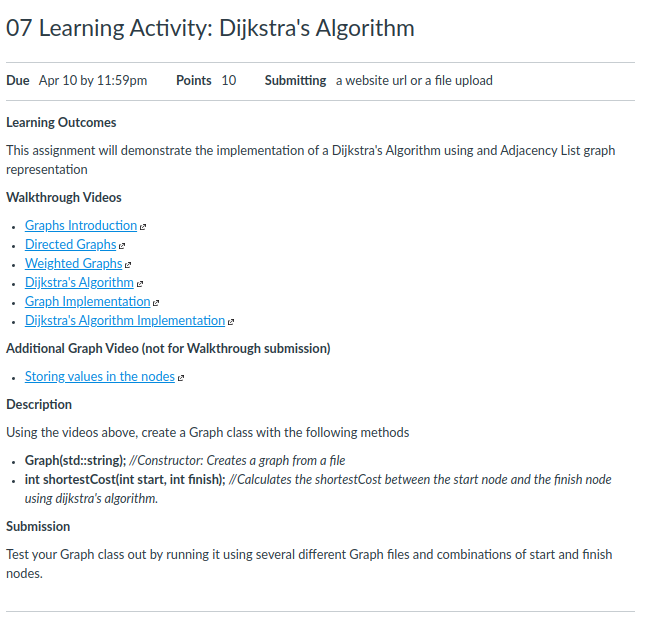 07 Learning Activity: Dijkstra's Algorithm
Due Apr 10 by 11:59pm Points 10 Submitting a website url or a file upload
Learning Outcomes
This assignment will demonstrate the implementation of a Dijkstra's Algorithm using and Adjacency List graph
representation
Walkthrough Videos
• Graphs Introduction
• Directed Graphs
• Weighted Graphs
• Dijkstra's Algorithm
• Graph Implementation
• Dijkstra's Algorithm Implementation
Additional Graph Video (not for Walkthrough submission)
• Storing values in the nodes
Description
Using the videos above, create a Graph class with the following methods
• Graph(std::string); //Constructor: Creates a graph from a file
• int shortestCost(int start, int finish); //Calculates the shortestCost between the start node and the finish node
using dijkstra's algorithm.
Submission
Test your Graph class out by running it using several different Graph files and combinations of start and finish
nodes.